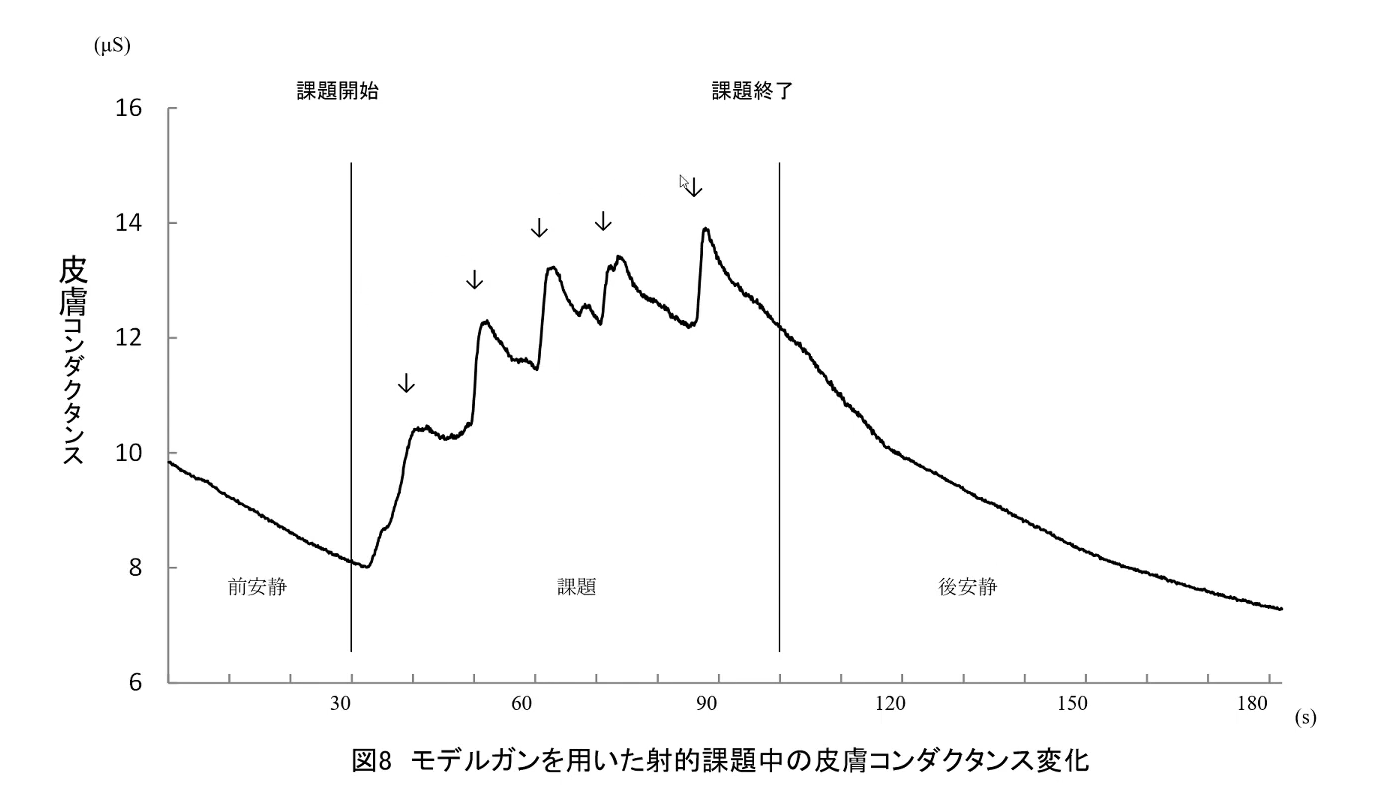 (μS)
課題開始
課題終了
16
14
12
10
8
6
皮膚コンダクタンス
前安静
課題
後安静
30
60
90
120
150
180
(s)
図8 モデルガンを用いた射的課題中の皮膚コンダクタンス変化